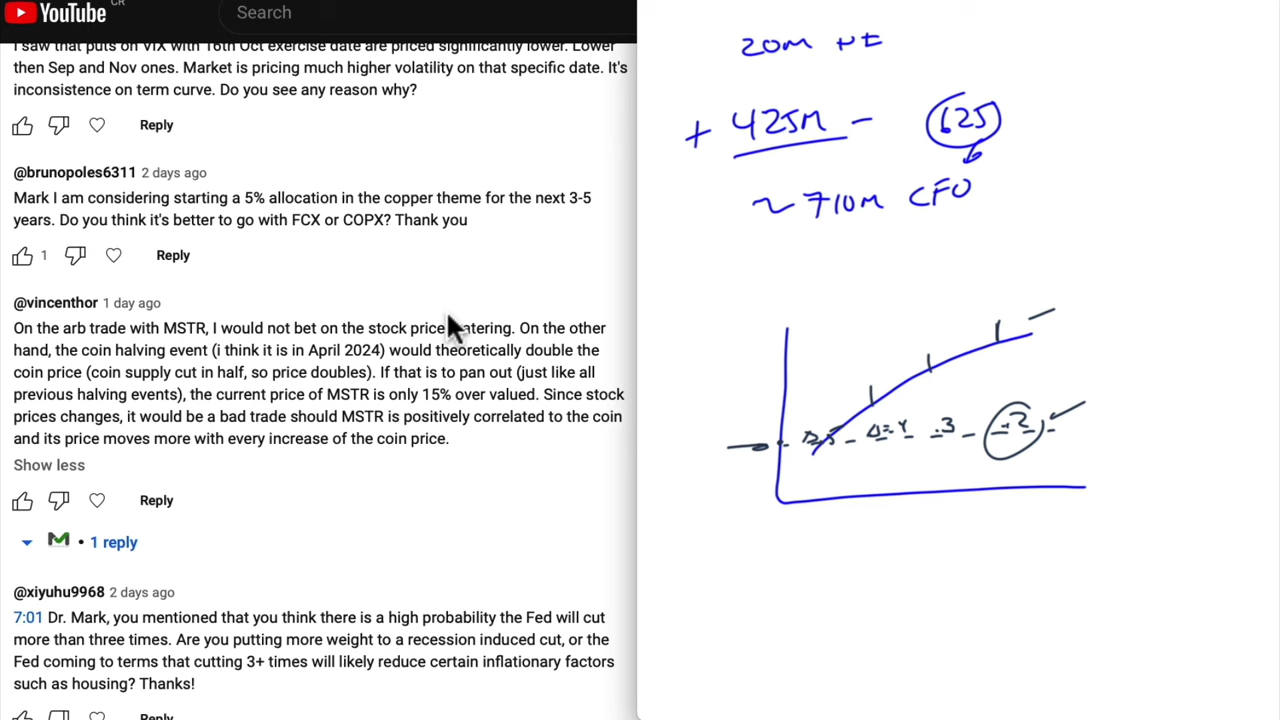 CR
YouTube
Search
I saw that puts on VIX with 16th Oct exercise date are priced significantly lower. Lower
then Sep and Nov ones. Market is pricing much higher volatility on that specific date. It's
inconsistence on term curve. Do you see any reason why?
Reply
@brunopoles6311 2 days ago
Mark I am considering starting a 5% allocation in the copper theme for the next 3-5
years. Do you think it's better to go with FCX or COPX? Thank you
1
Reply
@vincenthor 1 day ago
On the arb trade with MSTR, I would not bet on the stock price
On the other
hand, the coin halving event (i think it is in April 2024) would theoretically double the
coin price (coin supply cut in half, so price doubles). If that is to pan out (just like all
previous halving events), the current price of MSTR is only 15% over valued. Since stock
prices changes, it would be a bad trade should MSTR is positively correlated to the coin
and its price moves more with every increase of the coin price.
Show less
Reply
M • 1 reply
@xiyuhu9968 2 days ago
7:01 Dr. Mark, you mentioned that you think there is a high probability the Fed will cut
more than three times. Are you putting more weight to a recession induced cut, or the
Fed coming to terms that cutting 3+ times will likely reduce certain inflationary factors
such as housing? Thanks!
Reply
20M
+ 425M - 625
~ 710M CFO
.3 .2